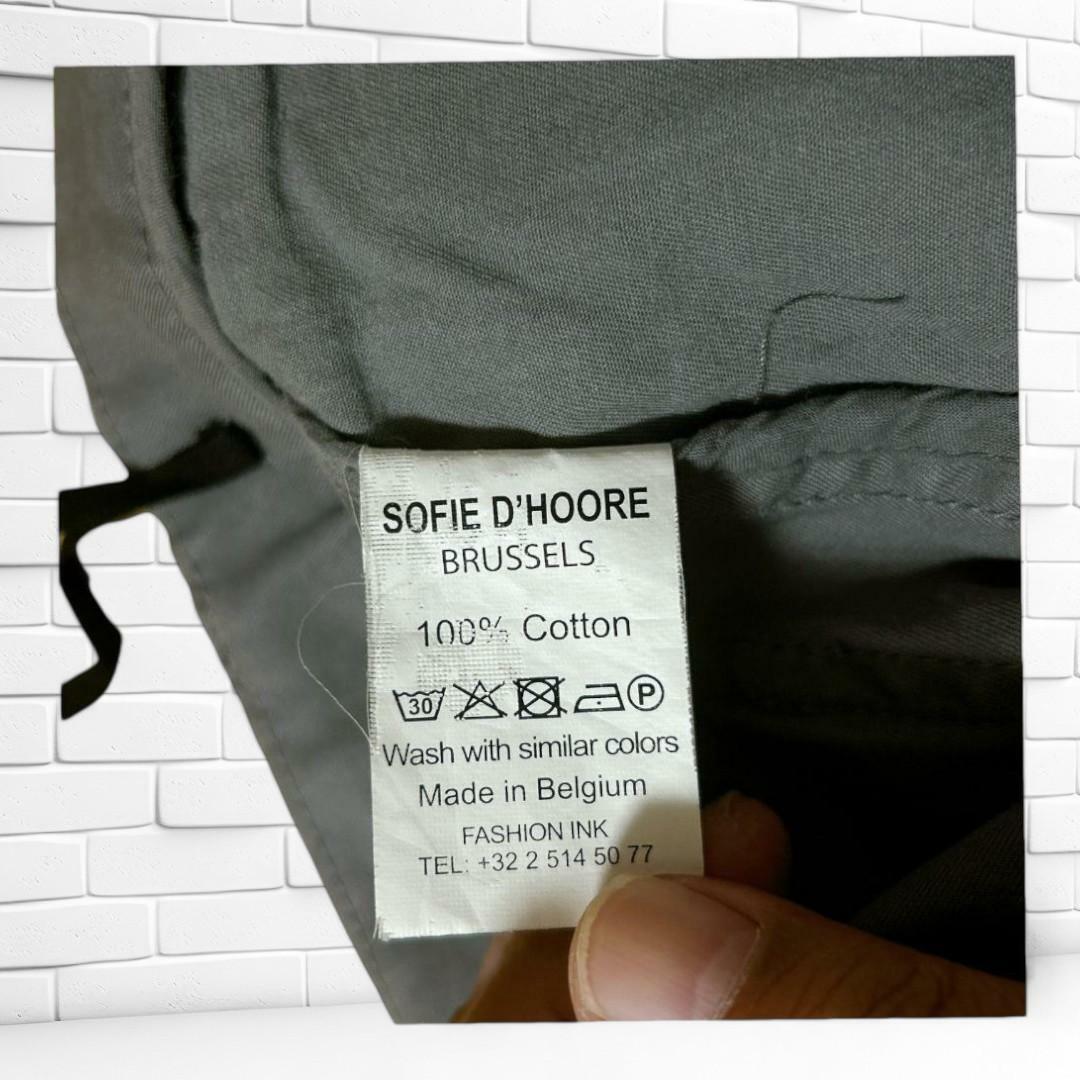 SOFIE D'HOORE
BRUSSELS
100% Cotton
30 P
Wash with similar colors
Made in Belgium
FASHION INK
TEL: +32 2 514 50 77